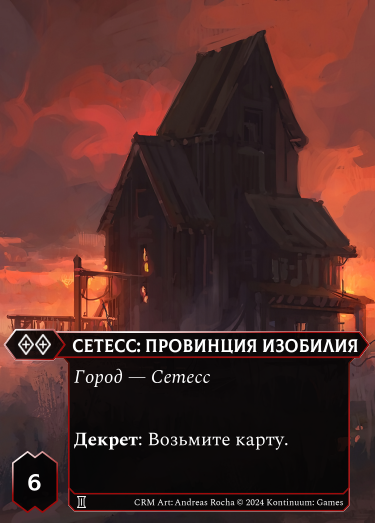 СЕТЕСС: ПРОВИНЦИЯ ИЗОБИЛИЯ
Город — Сетесс
Декрет: Возьмите карту.
6
CRM Art: Andreas Rocha © 2024 Kontinuum: Games